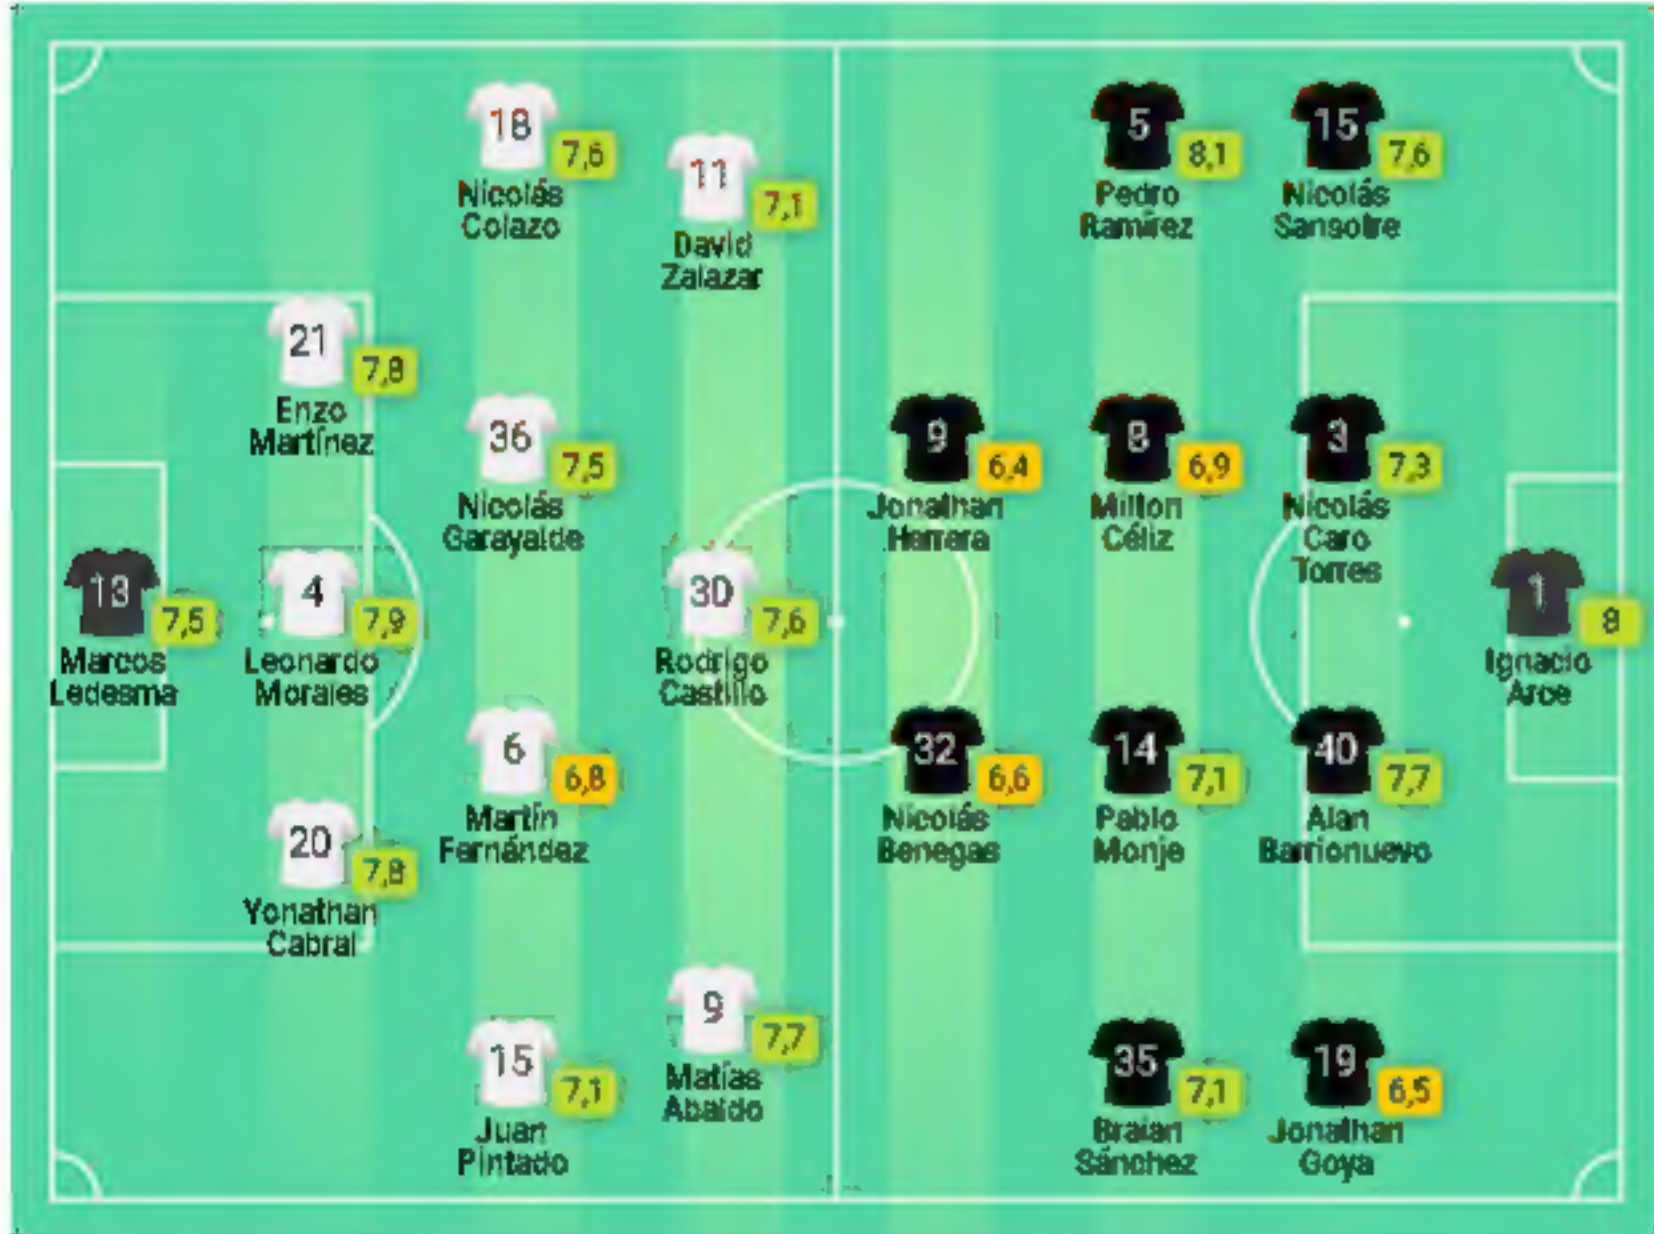 18
7,6
Nicolás
Colazo
11
7,1
David
Zalazar
21
7,8
Enzo
Martínez
36
7,5
Nicolás
Garayalde
13
7,5
Marcos
Ledesma
4
7,9
Leonardo
Morales
30
7,6
Rodrigo
Castillo
6
6,8
Martín
Fernández
20
7,8
Yonathan
Cabral
15
7,1
Juan
Pintado
9
7,7
Matías
Abaldo
5
8,1
Pedro
Ramírez
15
7,6
Nicolás
Sansotre
9
6,4
Jonathan
Herrera
8
6,9
Milton
Céliz
3
7,3
Nicolás
Caro
Torres
1
8
Ignacio
Arce
32
6,6
Nicolás
Benegas
14
7,1
Pablo
Monje
40
7,7
Alan
Barrionuevo
35
7,1
Braian
Sánchez
19
6,5
Jonathan
Goya